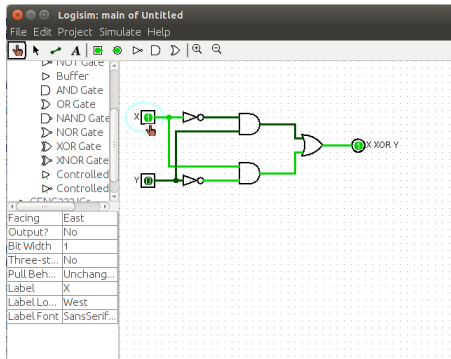 Logisim: main of Untitled
File Edit Project Simulate Help
A
NOT Gate
Buffer
AND Gate
OR Gate
NAND Gate
NOR Gate
XOR Gate
XNOR Gate
Controlled
Controlled
Facing East
Output? No
Bit Width 1
Three-st... No
Pull Beh... Unchang...
Label X
Label Lo... West
Label Font SansSerif...
X 1
Y
1 X XOR Y